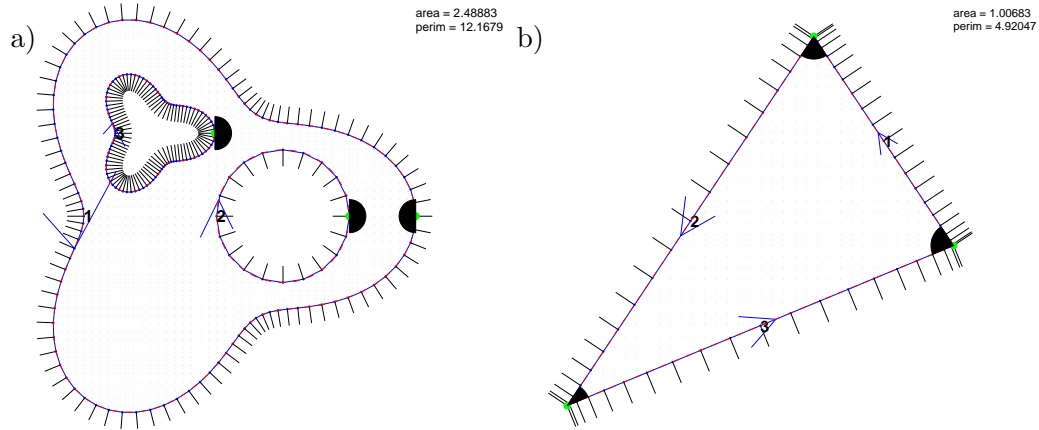 a)
area = 2.48883
perim = 12.1679
3
1
2
b)
area = 1.00683
perim = 4.92047
1
2
3